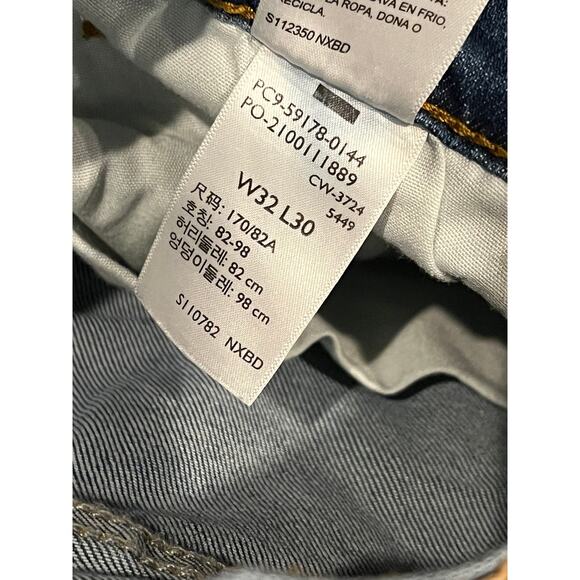 AVA EN FRIO,
LA ROPA, DONA O
RECICLA.
S112350 NXBD
PC9-59178-0144
PO-2100111889
CW-3724
5449
W32 L30
尺码: 170/82A
호칭: 82-98
허리둘레: 82 cm
엉덩이둘레: 98 cm
S110782 NXBD